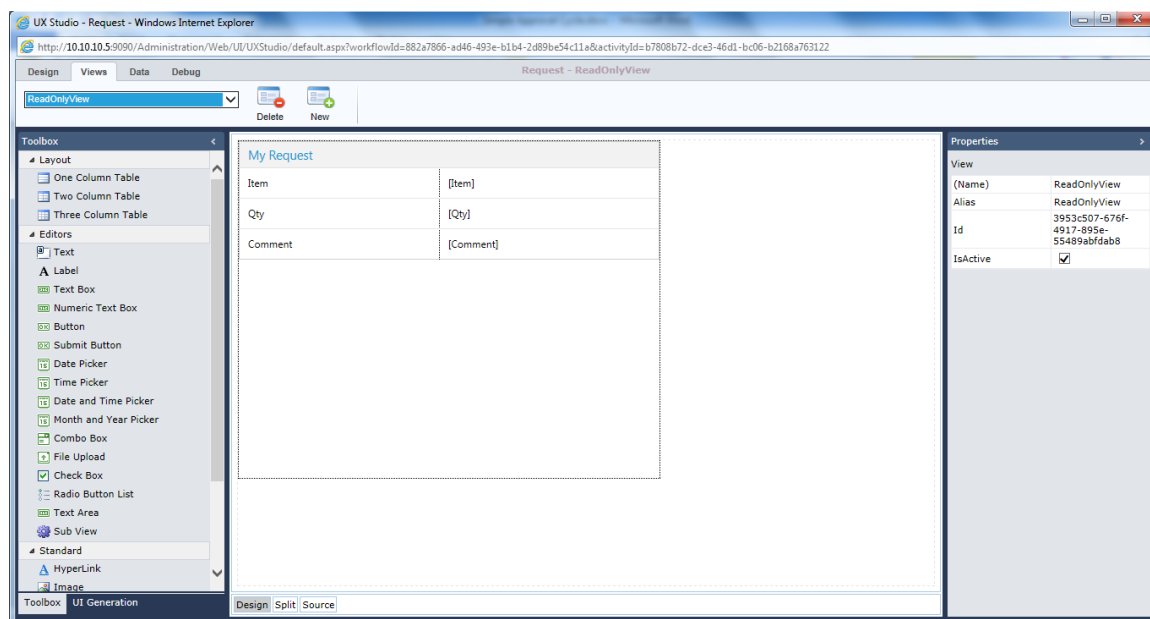 UX Studio - Request - Windows Internet Explorer
http://10.10.10.5:9090/Administration/Web/UI/UXStudio/default.aspx?workflowId=882a7866-ad46-493e-b1b4-2d89be54c11a&activityId=b7808b72-dce3-46d1-bc06-b2168a763122
Design Views Data Debug
Request - ReadOnlyView
ReadOnlyView
Delete New
Toolbox
Layout
One Column Table
Two Column Table
Three Column Table
Editors
Text
Label
Text Box
Numeric Text Box
Button
Submit Button
Date Picker
Time Picker
Date and Time Picker
Month and Year Picker
Combo Box
File Upload
Check Box
Radio Button List
Text Area
Sub View
Standard
HyperLink
Image
Toolbox UI Generation
My Request
Item [Item]
Qty [Qty]
Comment [Comment]
Design Split Source
Properties
View
(Name) ReadOnlyView
Alias ReadOnlyView
Id 3953c507-676f-
4917-895e-
55489abfdab8
IsActive